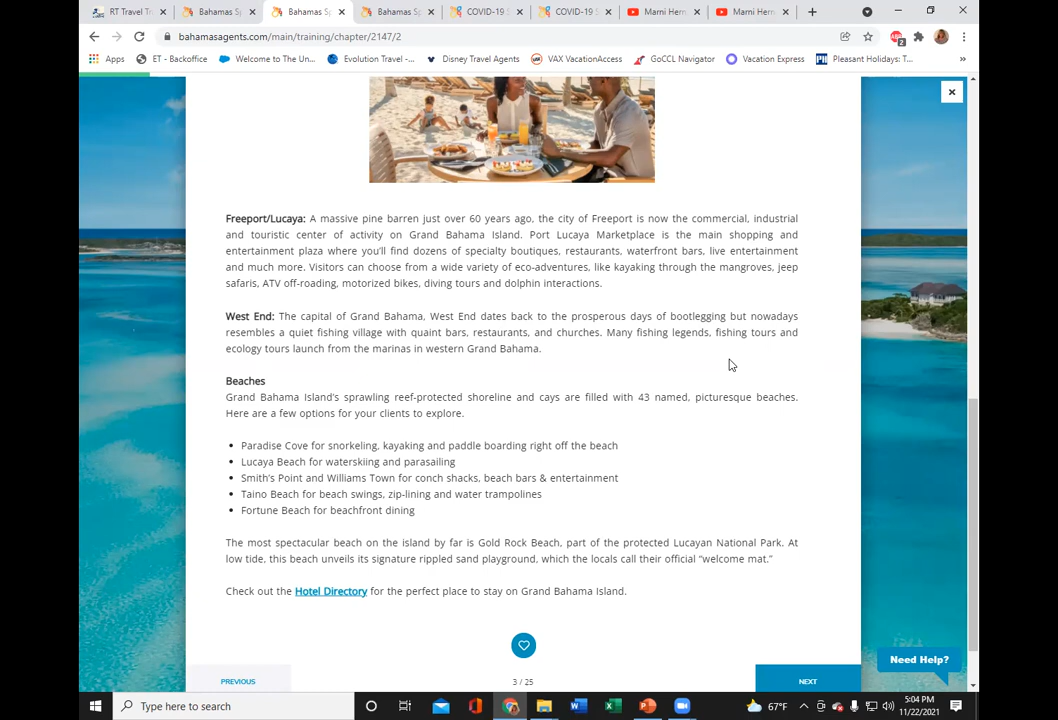 RT Travel Tr
Bahamas Sp
Bahamas Sp
Bahamas Sp
COVID-19 S
COVID-19 S
Marni Hern
Marni Hern
bahamasagents.com/main/training/chapter/2147/2
Apps
ET - Backoffice
Welcome to The Un...
Evolution Travel -...
Disney Travel Agents
VAX VacationAccess
GoCCL Navigator
Vacation Express
Pleasant Holidays: T...
Freeport/Lucaya: A massive pine barren just over 60 years ago, the city of Freeport is now the commercial, industrial
and touristic center of activity on Grand Bahama Island. Port Lucaya Marketplace is the main shopping and
entertainment plaza where you'll find dozens of specialty boutiques, restaurants, waterfront bars, live entertainment
and much more. Visitors can choose from a wide variety of eco-adventures, like kayaking through the mangroves, jeep
safaris, ATV off-roading, motorized bikes, diving tours and dolphin interactions.
West End: The capital of Grand Bahama, West End dates back to the prosperous days of bootlegging but nowadays
resembles a quiet fishing village with quaint bars, restaurants, and churches. Many fishing legends, fishing tours and
ecology tours launch from the marinas in western Grand Bahama.
Beaches
Grand Bahama Island's sprawling reef-protected shoreline and cays are filled with 43 named, picturesque beaches.
Here are a few options for your clients to explore.
• Paradise Cove for snorkeling, kayaking and paddle boarding right off the beach
• Lucaya Beach for waterskiing and parasailing
• Smith's Point and Williams Town for conch shacks, beach bars & entertainment
• Taino Beach for beach swings, zip-lining and water trampolines
• Fortune Beach for beachfront dining
The most spectacular beach on the island by far is Gold Rock Beach, part of the protected Lucayan National Park. At
low tide, this beach unveils its signature rippled sand playground, which the locals call their official "welcome mat."
Check out the Hotel Directory for the perfect place to stay on Grand Bahama Island.
PREVIOUS
3 / 25
NEXT
Need Help?
Type here to search
67°F
5:04 PM
11/22/2021